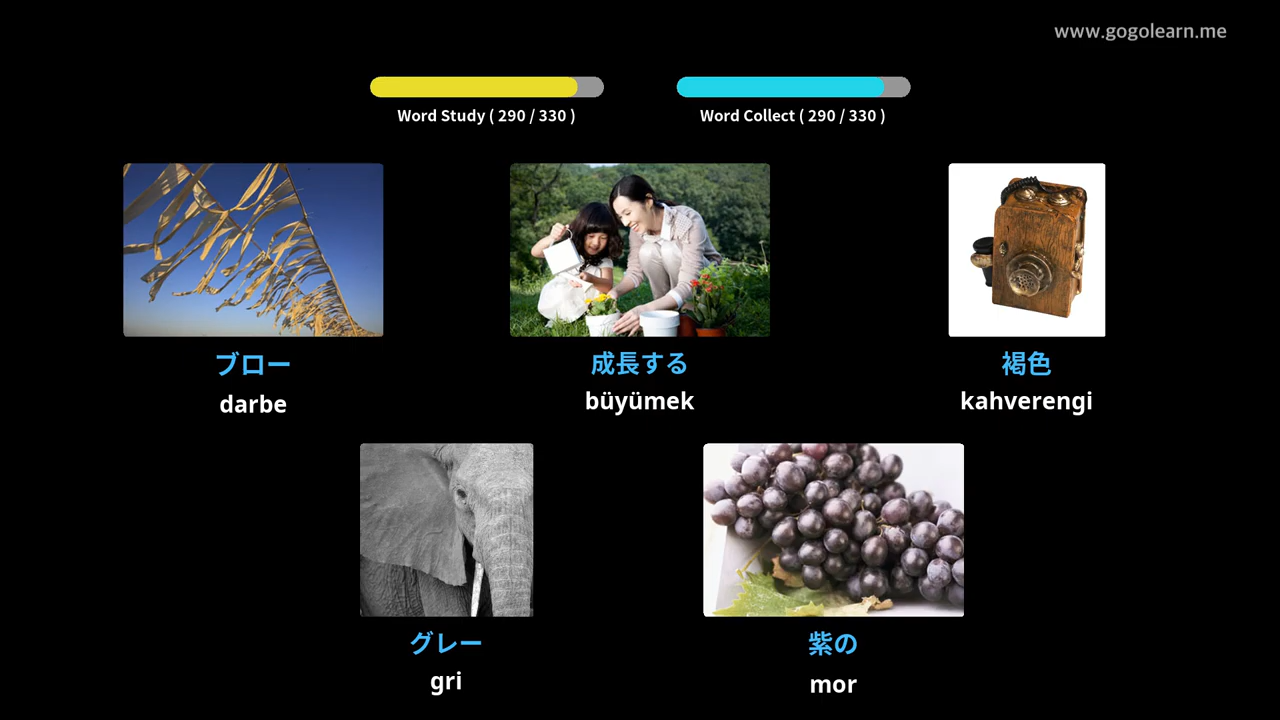 www.gogolearn.me
Word Study ( 290 / 330 )
Word Collect ( 290 / 330 )
ブロー
darbe
成長する
büyümek
褐色
kahverengi
グレー
gri
紫の
mor